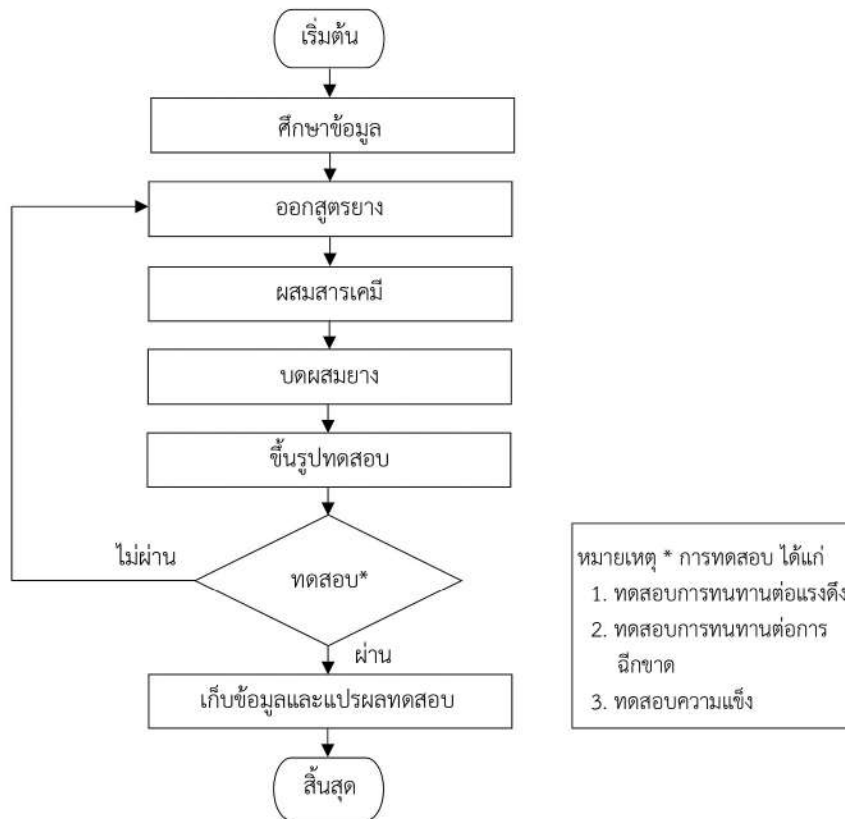 เริ่มต้น
ศึกษาข้อมูล
ออกสูตรยาง
ผสมสารเคมี
บดผสมยาง
ขึ้นรูปทดสอบ
ไม่ผ่าน
ทดสอบ*
ผ่าน
เก็บข้อมูลและแปรผลทดสอบ
สิ้นสุด
หมายเหตุ * การทดสอบ ได้แก่
1. ทดสอบการทนทานต่อแรงดึง
2. ทดสอบการทนทานต่อการ
ฉีกขาด
3. ทดสอบความแข็ง